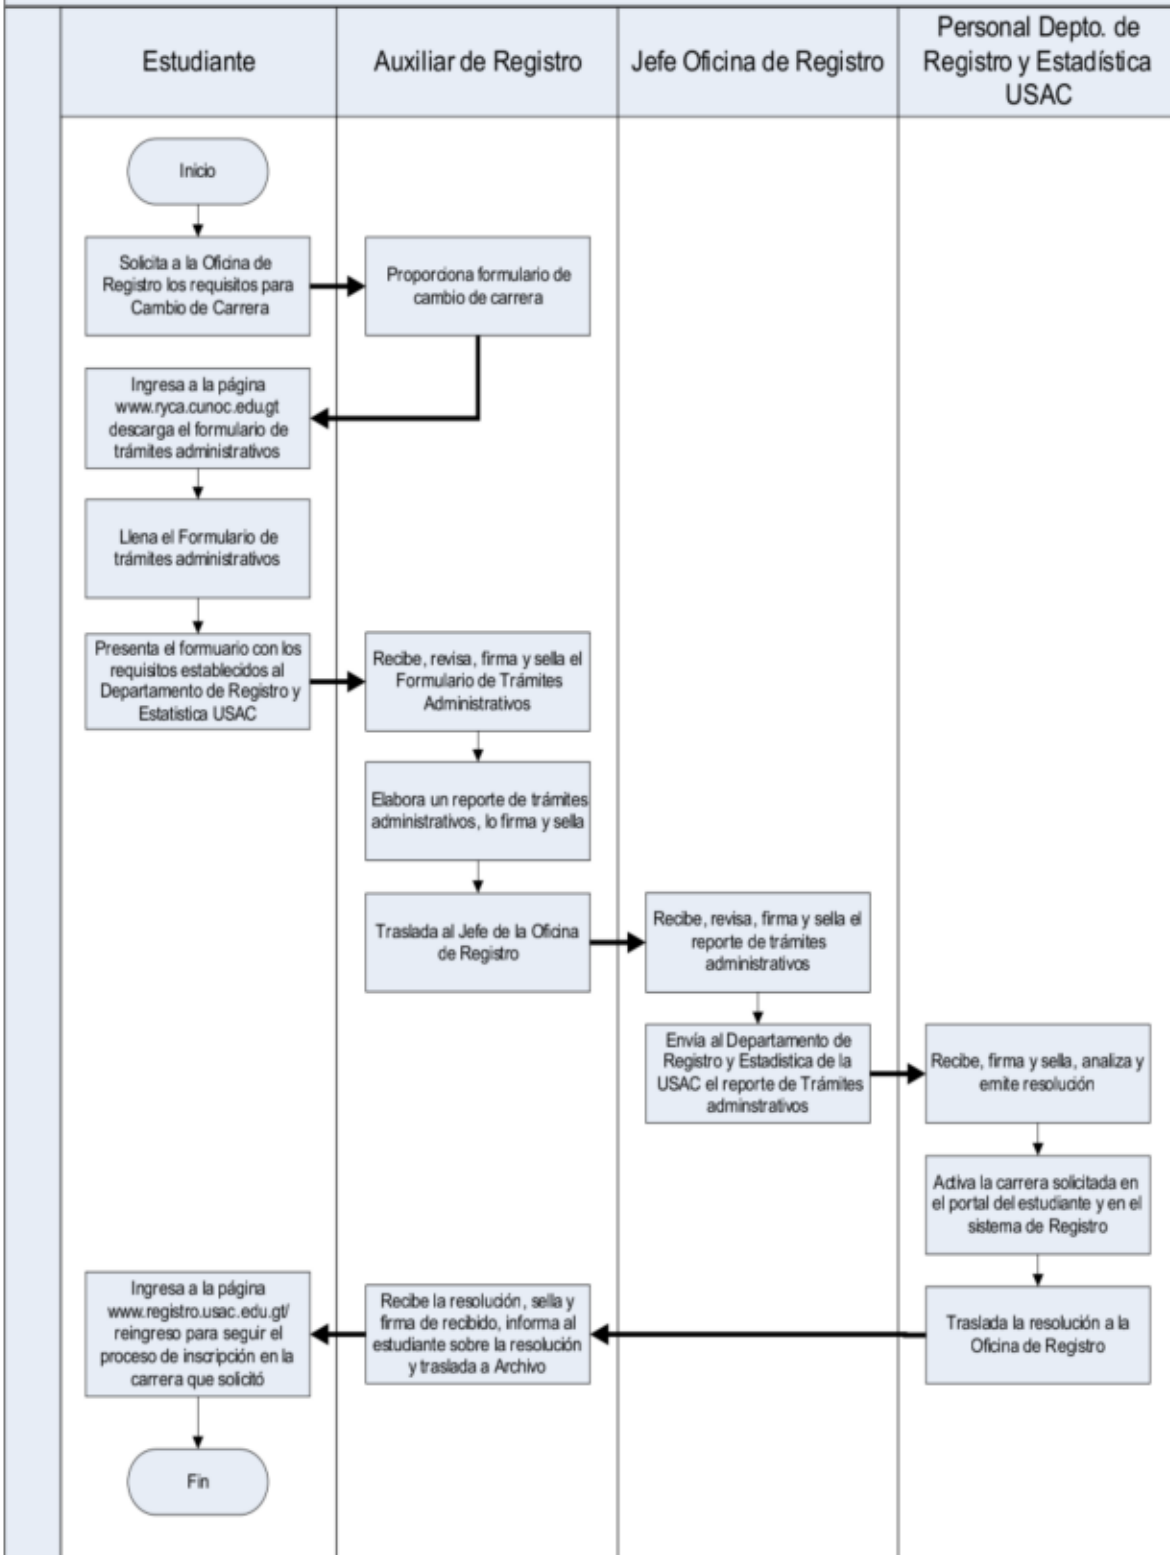 Estudiante
Auxiliar de Registro
Jefe Oficina de Registro
Personal Depto. de
Registro y Estadística
USAC
Inicio
Solicita a la Oficina de
Registro los requisitos para
Cambio de Carrera
Proporciona formulario de
cambio de carrera
Ingresa a la página
www.ryca.cunoc.edu.gt
descarga el formulario de
trámites administrativos
Llena el Formulario de
trámites administrativos
Presenta el formuario con los
requisitos establecidos al
Departamento de Registro y
Estatistica USAC
Recibe, revisa, firma y sella el
Formulario de Trámites
Administrativos
Elabora un reporte de trámites
administrativos, lo firma y sella
Traslada al Jefe de la Oficina
de Registro
Recibe, revisa, firma y sella el
reporte de trámites
administrativos
Envía al Departamento de
Registro y Estadistica de la
USAC el reporte de Trámites
adminstrativos
Recibe, firma y sella, analiza y
emite resolución
Activa la carrera solicitada en
el portal del estudiante y en el
sistema de Registro
Traslada la resolución a la
Oficina de Registro
Recibe la resolución, sella y
firma de recibido, informa al
estudiante sobre la resolución
y traslada a Archivo
Ingresa a la página
www.registro.usac.edu.gt/
reingreso para seguir el
proceso de inscripción en la
carrera que solicitó
Fin